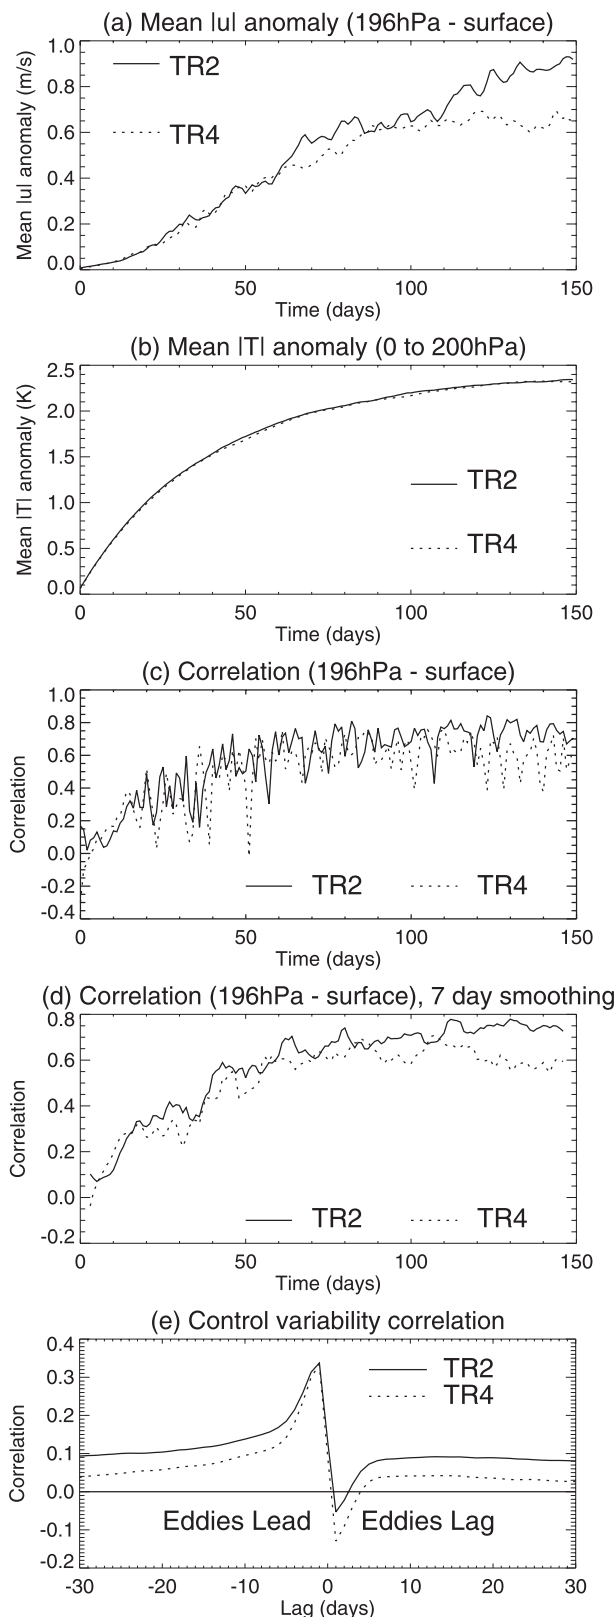 (a) Mean |u| anomaly (196hPa - surface)
Mean |u| anomaly (m/s)
1.0
0.8
0.6
0.4
0.2
0.0
TR2
TR4
0 50 100 150
Time (days)
(b) Mean |T| anomaly (0 to 200hPa)
Mean |T| anomaly (K)
2.5
2.0
1.5
1.0
0.5
0.0
TR2
TR4
0 50 100 150
Time (days)
(c) Correlation (196hPa - surface)
Correlation
1.0
0.8
0.6
0.4
0.2
0.0
-0.2
-0.4
TR2 TR4
0 50 100 150
Time (days)
(d) Correlation (196hPa - surface), 7 day smoothing
Correlation
0.8
0.6
0.4
0.2
0.0
-0.2
TR2 TR4
0 50 100 150
Time (days)
(e) Control variability correlation
Correlation
0.4
0.3
0.2
0.1
0.0
-0.1
-0.2
TR2
TR4
Eddies Lead Eddies Lag
-30 -20 -10 0 10 20 30
Lag (days)